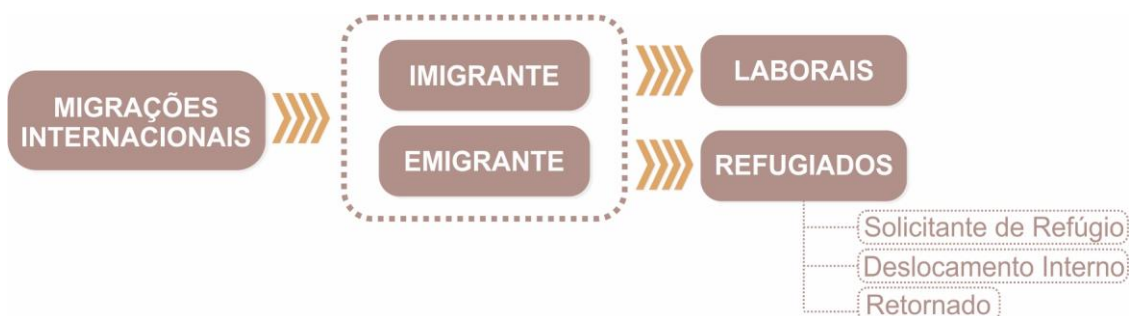 MIGRAÇÕES
INTERNACIONAIS
IMIGRANTE
EMIGRANTE
LABORAIS
REFUGIADOS
Solicitante de Refúgio
Deslocamento Interno
Retornado